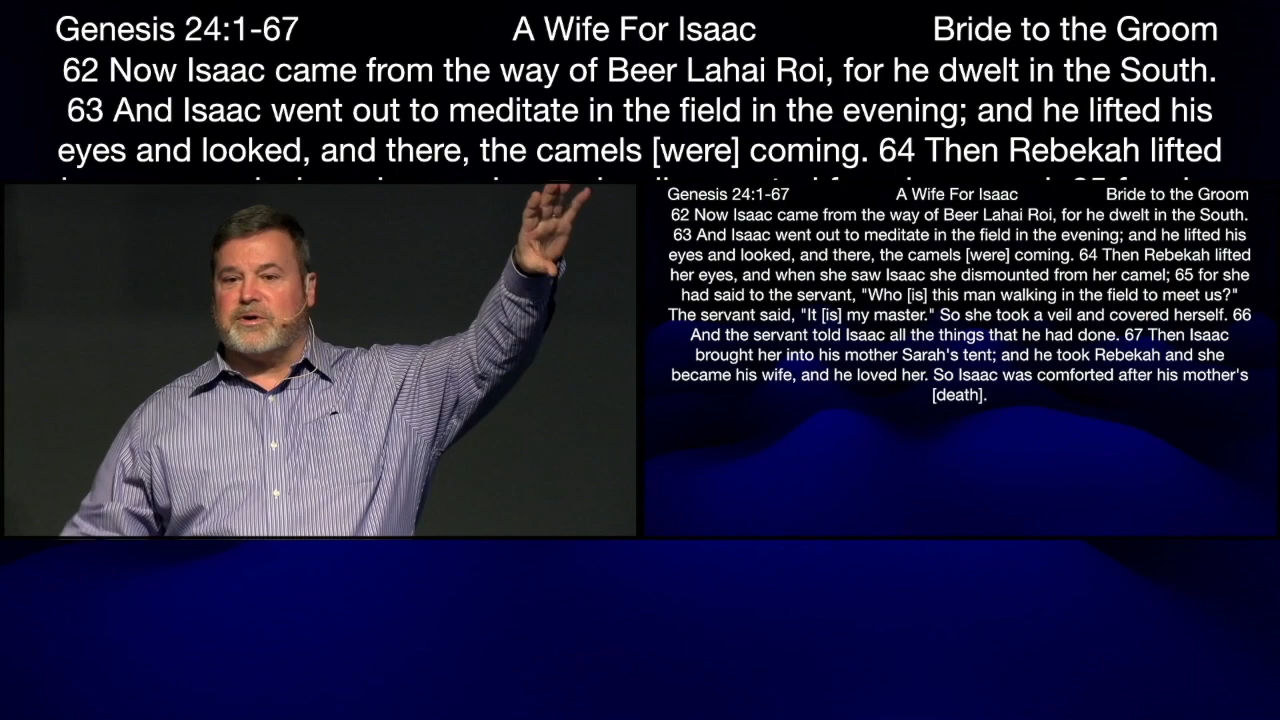 Genesis 24:1-67 A Wife For Isaac Bride to the Groom
62 Now Isaac came from the way of Beer Lahai Roi, for he dwelt in the South.
63 And Isaac went out to meditate in the field in the evening; and he lifted his
eyes and looked, and there, the camels [were] coming. 64 Then Rebekah lifted
Genesis 24:1-67 A Wife For Isaac Bride to the Groom
62 Now Isaac came from the way of Beer Lahai Roi, for he dwelt in the South.
63 And Isaac went out to meditate in the field in the evening; and he lifted his
eyes and looked, and there, the camels [were] coming. 64 Then Rebekah lifted
her eyes, and when she saw Isaac she dismounted from her camel; 65 for she
had said to the servant, "Who [is] this man walking in the field to meet us?"
The servant said, "It [is] my master." So she took a veil and covered herself. 66
And the servant told Isaac all the things that he had done. 67 Then Isaac
brought her into his mother Sarah's tent; and he took Rebekah and she
became his wife, and he loved her. So Isaac was comforted after his mother's
[death].